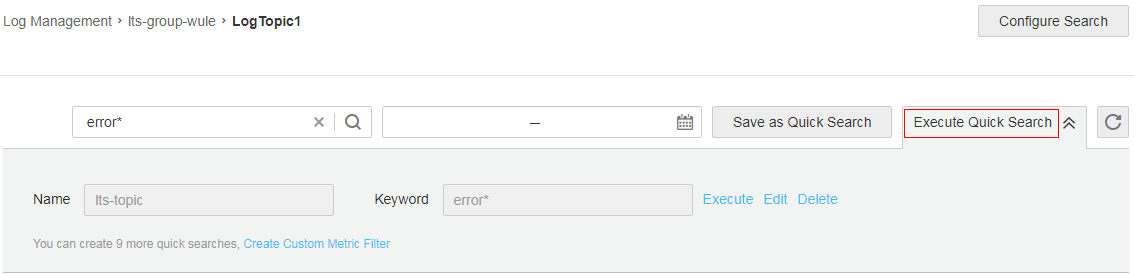 Log Management › lts-group-wule › LogTopic1
Configure Search
error*
–
Save as Quick Search
Execute Quick Search
Name lts-topic Keyword error* Execute Edit Delete
You can create 9 more quick searches, Create Custom Metric Filter